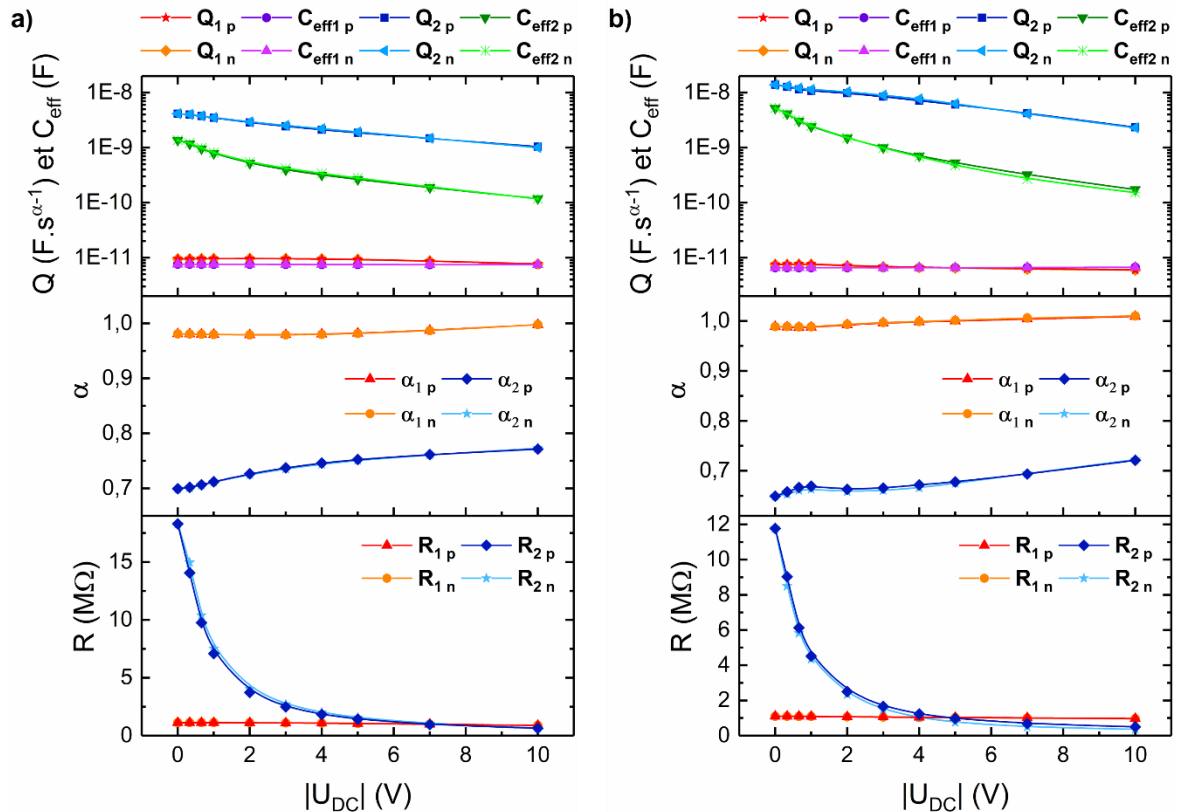 a)
Q1 p Ceff1 p Q2 p Ceff2 p
Q1 n Ceff1 n Q2 n Ceff2 n
Q (F.s^α-1) et Ceff (F)
1E-8
1E-9
1E-10
1E-11
α
1,0
0,9
0,8
0,7
α1 p α2 p
α1 n α2 n
R (MΩ)
15
10
5
0
R1 p R2 p
R1 n R2 n
0 2 4 6 8 10
|UDC| (V)
b)
Q1 p Ceff1 p Q2 p Ceff2 p
Q1 n Ceff1 n Q2 n Ceff2 n
Q (F.s^α-1) et Ceff (F)
1E-8
1E-9
1E-10
1E-11
α
1,0
0,9
0,8
0,7
α1 p α2 p
α1 n α2 n
R (MΩ)
12
10
8
6
4
2
0
R1 p R2 p
R1 n R2 n
0 2 4 6 8 10
|UDC| (V)